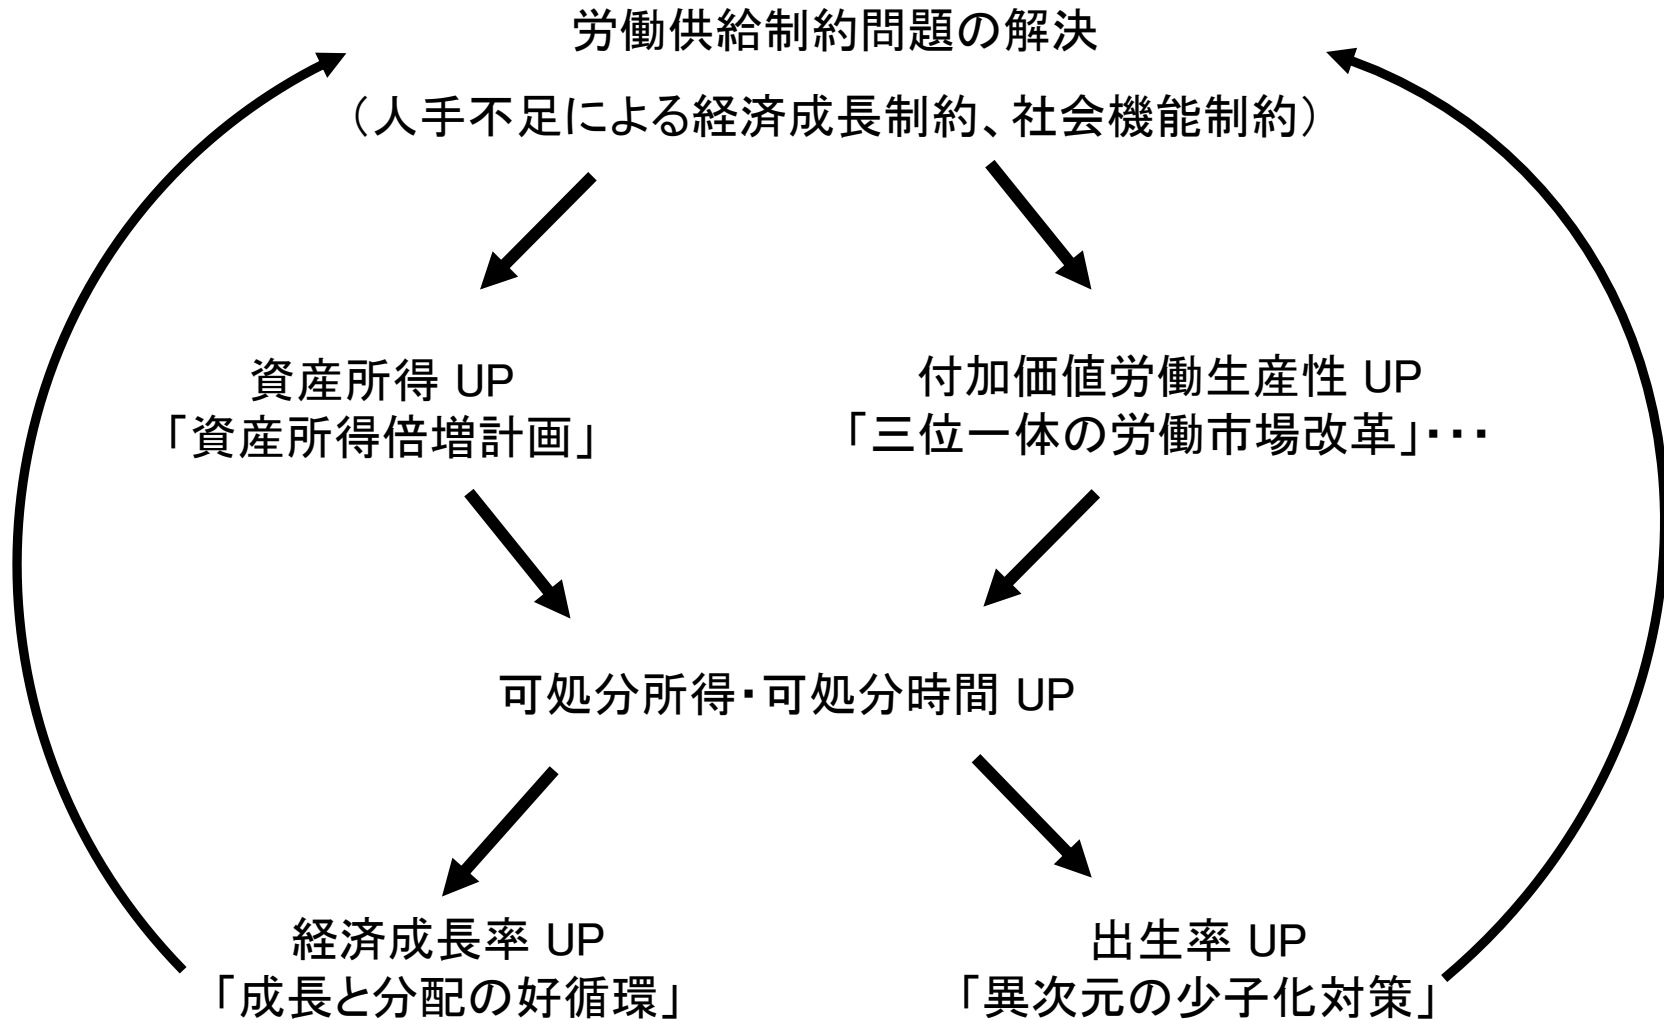 労働供給制約問題の解決
（人手不足による経済成長制約、社会機能制約）
資産所得 UP
「資産所得倍増計画」
付加価値労働生産性 UP
「三位一体の労働市場改革」・・・
可処分所得・可処分時間 UP
経済成長率 UP
「成長と分配の好循環」
出生率 UP
「異次元の少子化対策」